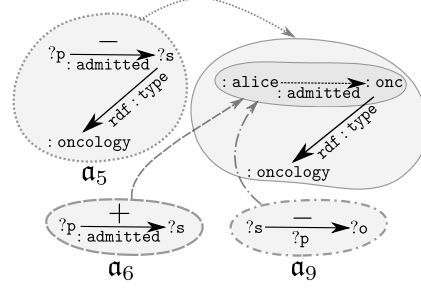 −
?p ?s
:admitted
rdf:type
:oncology
𝔞5
:alice :onc
:admitted
rdf:type
:oncology
+
?p ?s
:admitted
𝔞6
−
?s ?o
?p
𝔞9